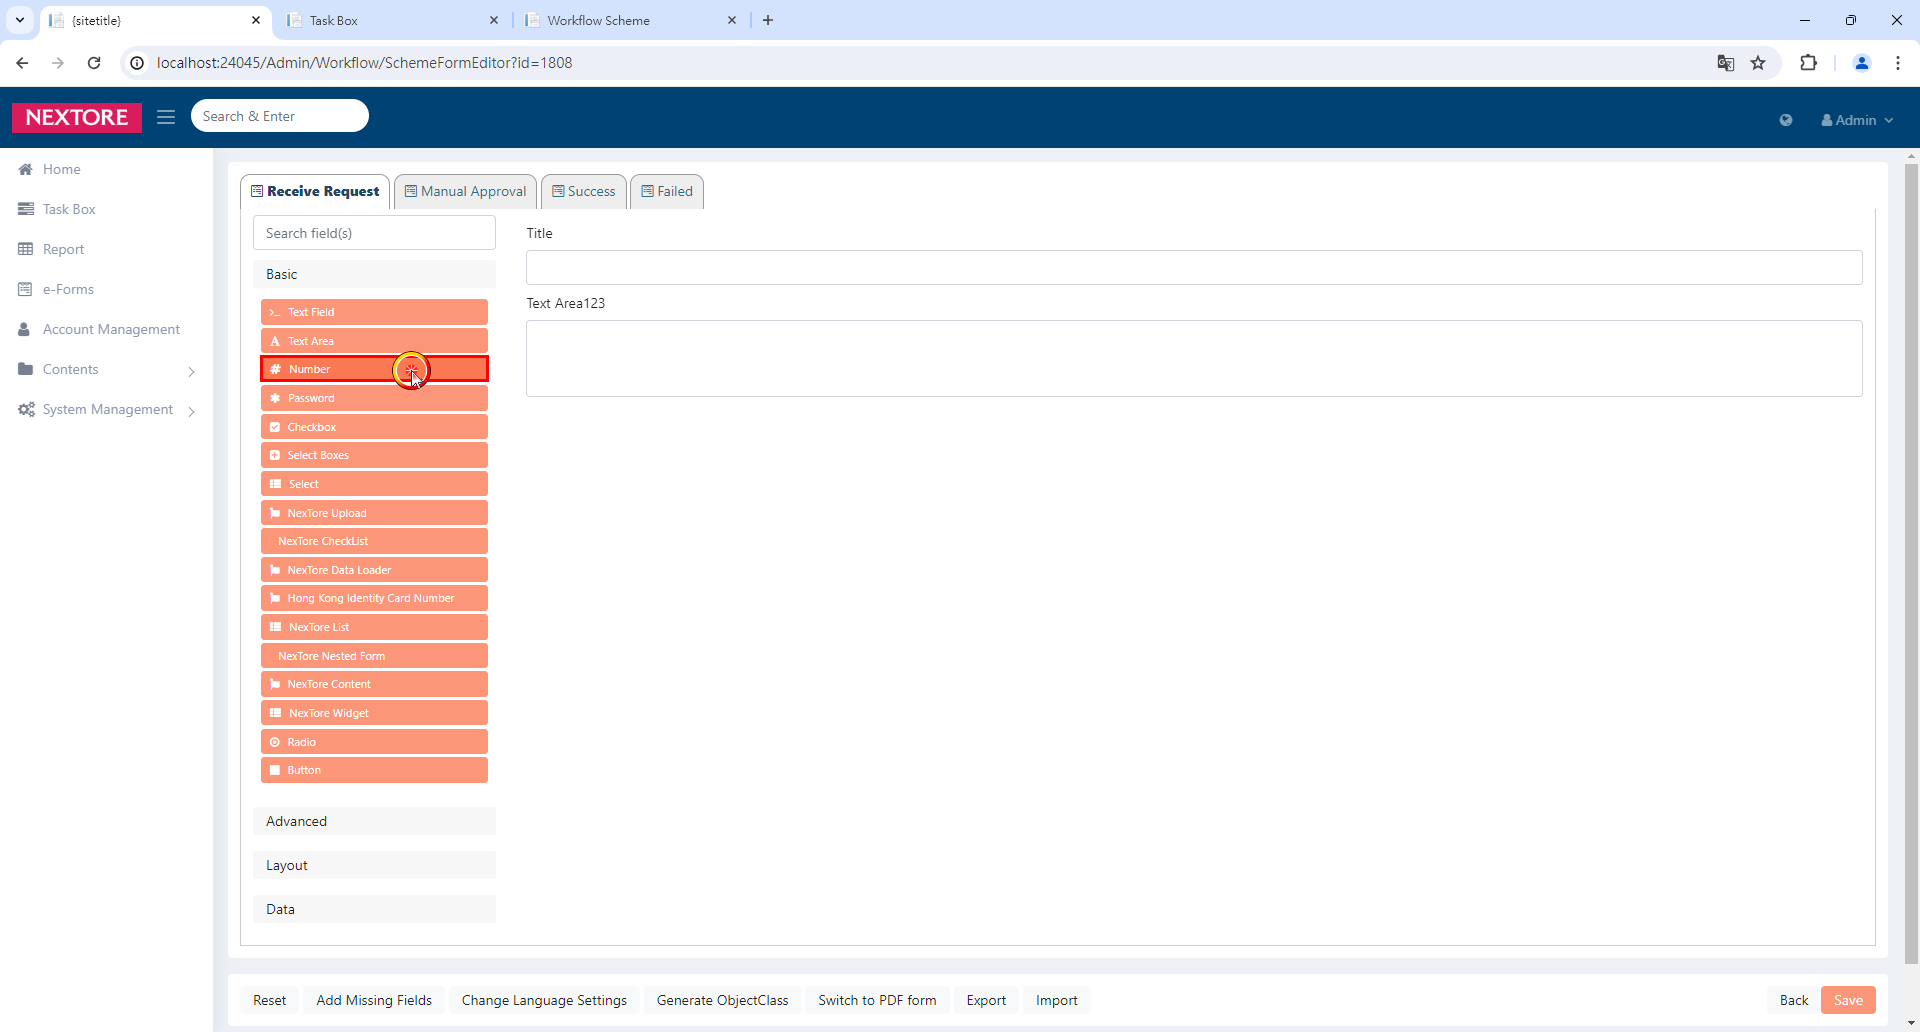 {sitetitle}
Task Box
Workflow Scheme
localhost:24045/Admin/Workflow/SchemeFormEditor?id=1808
NEXTORE
Search & Enter
Admin
Home
Task Box
Report
e-Forms
Account Management
Contents
System Management
Receive Request
Manual Approval
Success
Failed
Search field(s)
Basic
Text Field
Text Area
Number
Password
Checkbox
Select Boxes
Select
NexTore Upload
NexTore CheckList
NexTore Data Loader
Hong Kong Identity Card Number
NexTore List
NexTore Nested Form
NexTore Content
NexTore Widget
Radio
Button
Advanced
Layout
Data
Title
Text Area123
Reset
Add Missing Fields
Change Language Settings
Generate ObjectClass
Switch to PDF form
Export
Import
Back
Save